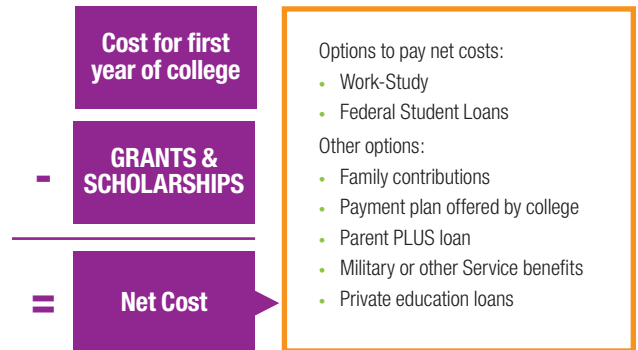 Cost for first
year of college
-
GRANTS &
SCHOLARSHIPS
=
Net Cost
Options to pay net costs:
• Work-Study
• Federal Student Loans
Other options:
• Family contributions
• Payment plan offered by college
• Parent PLUS loan
• Military or other Service benefits
• Private education loans